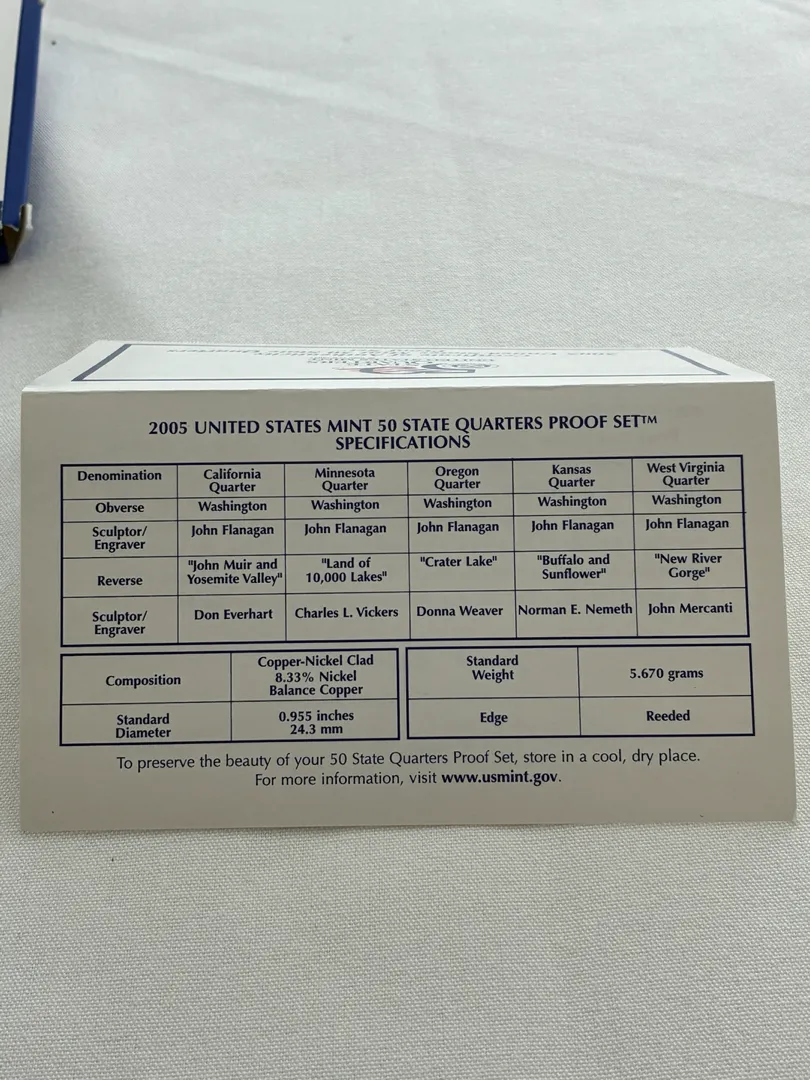 2005 UNITED STATES MINT 50 STATE QUARTERS PROOF SET™
SPECIFICATIONS
Denomination California Quarter Minnesota Quarter Oregon Quarter Kansas Quarter West Virginia Quarter
Obverse Washington Washington Washington Washington Washington
Sculptor/ Engraver John Flanagan John Flanagan John Flanagan John Flanagan John Flanagan
Reverse "John Muir and Yosemite Valley" "Land of 10,000 Lakes" "Crater Lake" "Buffalo and Sunflower" "New River Gorge"
Sculptor/ Engraver Don Everhart Charles L. Vickers Donna Weaver Norman E. Nemeth John Mercanti
Composition Copper-Nickel Clad 8.33% Nickel Balance Copper
Standard Diameter 0.955 inches 24.3 mm
Standard Weight 5.670 grams
Edge Reeded
To preserve the beauty of your 50 State Quarters Proof Set, store in a cool, dry place.
For more information, visit www.usmint.gov.